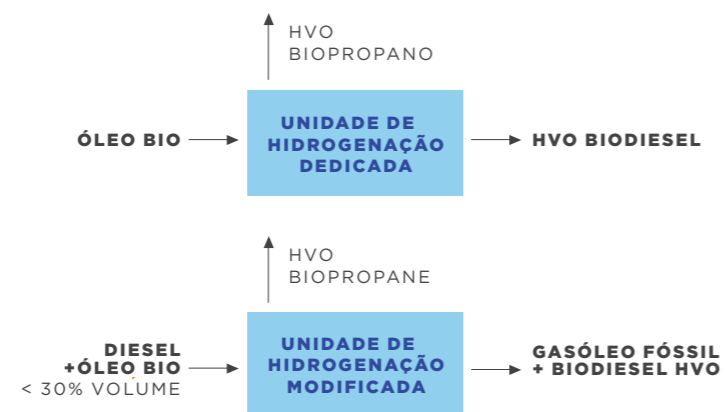 HVO
BIOPROPANO
ÓLEO BIO
UNIDADE DE
HIDROGENAÇÃO
DEDICADA
HVO BIODIESEL
HVO
BIOPROPANE
DIESEL
+ÓLEO BIO
< 30% VOLUME
UNIDADE DE
HIDROGENAÇÃO
MODIFICADA
GASÓLEO FÓSSIL
+ BIODIESEL HVO